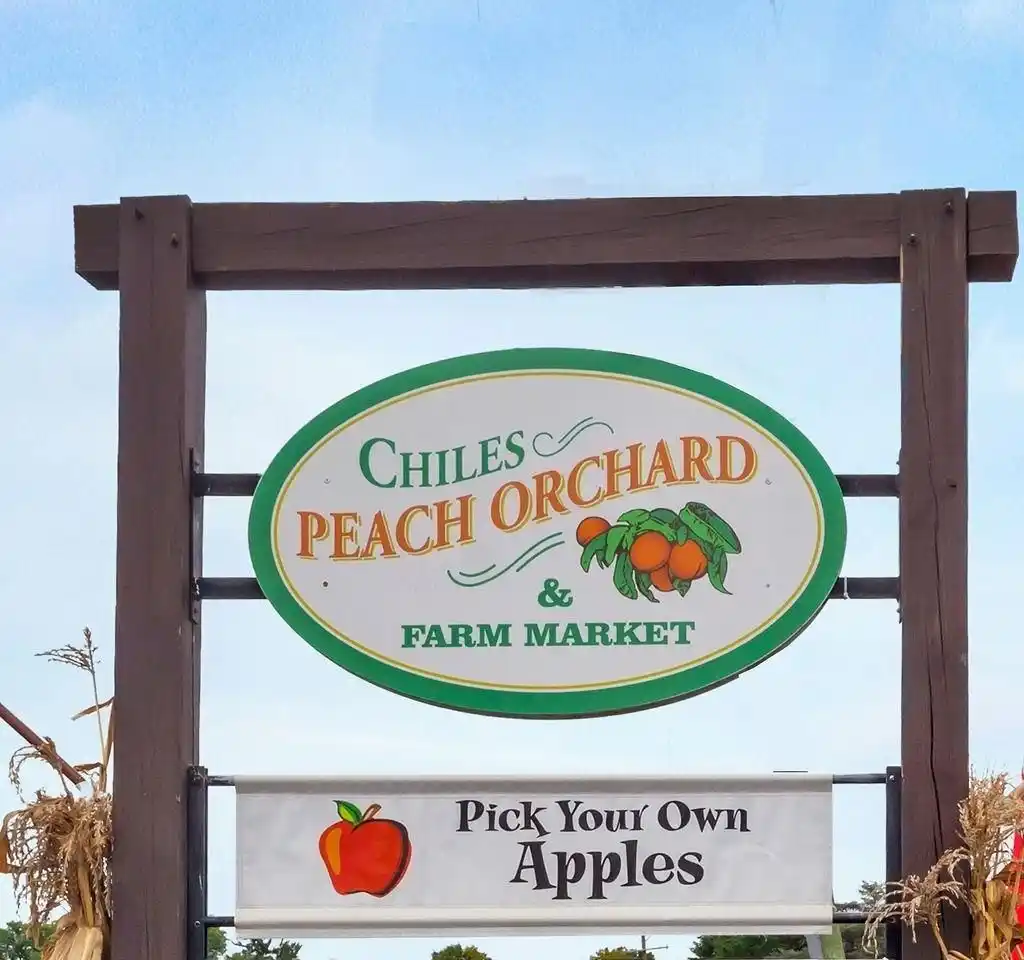 CHILES
PEACH ORCHARD
&
FARM MARKET
Pick Your Own
Apples